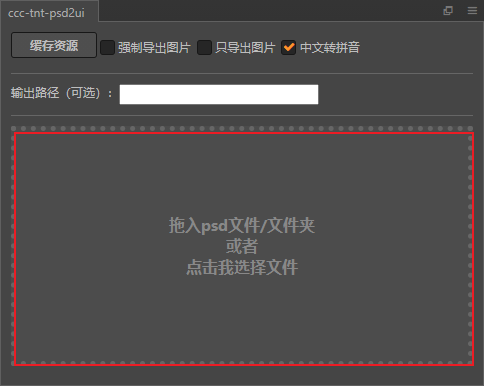 ccc-tnt-psd2ui
缓存资源 强制导出图片 只导出图片 中文转拼音
输出路径（可选）：
拖入psd文件/文件夹
或者
点击我选择文件